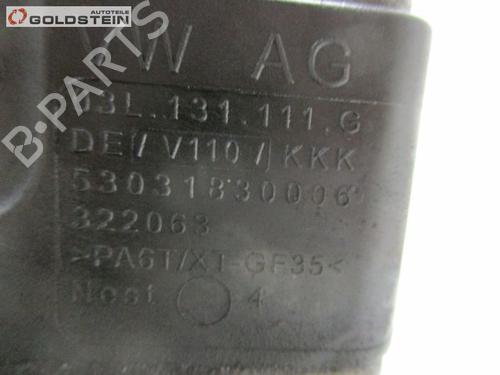 AUTOTEILE
GOLDSTEIN
B-PARTS
VW AG
03L.131.111.G
DE / V110 / KKK
53031830006
322063
>PA6T/XT-GF35<
Nest 4